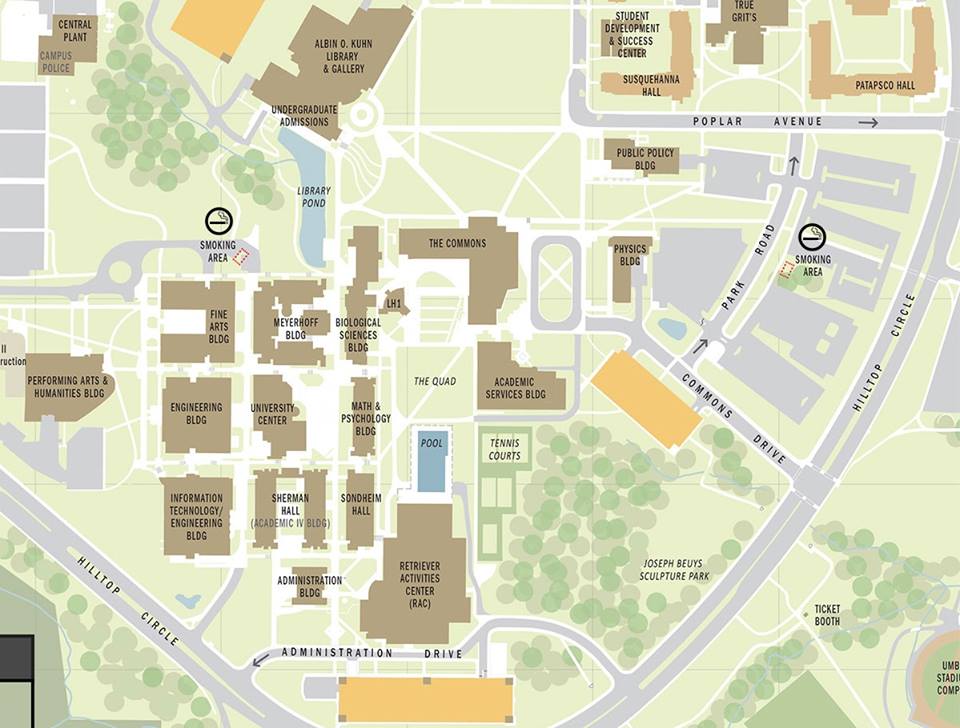 CENTRAL
PLANT
CAMPUS
POLICE
ALBIN O. KUHN
LIBRARY
& GALLERY
UNDERGRADUATE
ADMISSIONS
STUDENT
DEVELOPMENT
& SUCCESS
CENTER
SUSQUEHANNA
HALL
TRUE
GRIT'S
PATAPSCO HALL
POPLAR AVENUE
PUBLIC POLICY
BLDG
LIBRARY
POND
SMOKING
AREA
THE COMMONS
PHYSICS
BLDG
PARK ROAD
SMOKING
AREA
HILLTOP CIRCLE
FINE
ARTS
BLDG
MEYERHOFF
BLDG
BIOLOGICAL
SCIENCES
BLDG
LH1
II
ruction
PERFORMING ARTS &
HUMANITIES BLDG
THE QUAD
ACADEMIC
SERVICES BLDG
COMMONS DRIVE
ENGINEERING
BLDG
UNIVERSITY
CENTER
MATH &
PSYCHOLOGY
BLDG
POOL
TENNIS
COURTS
INFORMATION
TECHNOLOGY/
ENGINEERING
BLDG
SHERMAN
HALL
(ACADEMIC IV BLDG)
SONDHEIM
HALL
ADMINISTRATION
BLDG
RETRIEVER
ACTIVITIES
CENTER
(RAC)
JOSEPH BEUYS
SCULPTURE PARK
HILLTOP CIRCLE
TICKET
BOOTH
ADMINISTRATION DRIVE
UMB
STADIU
COMP